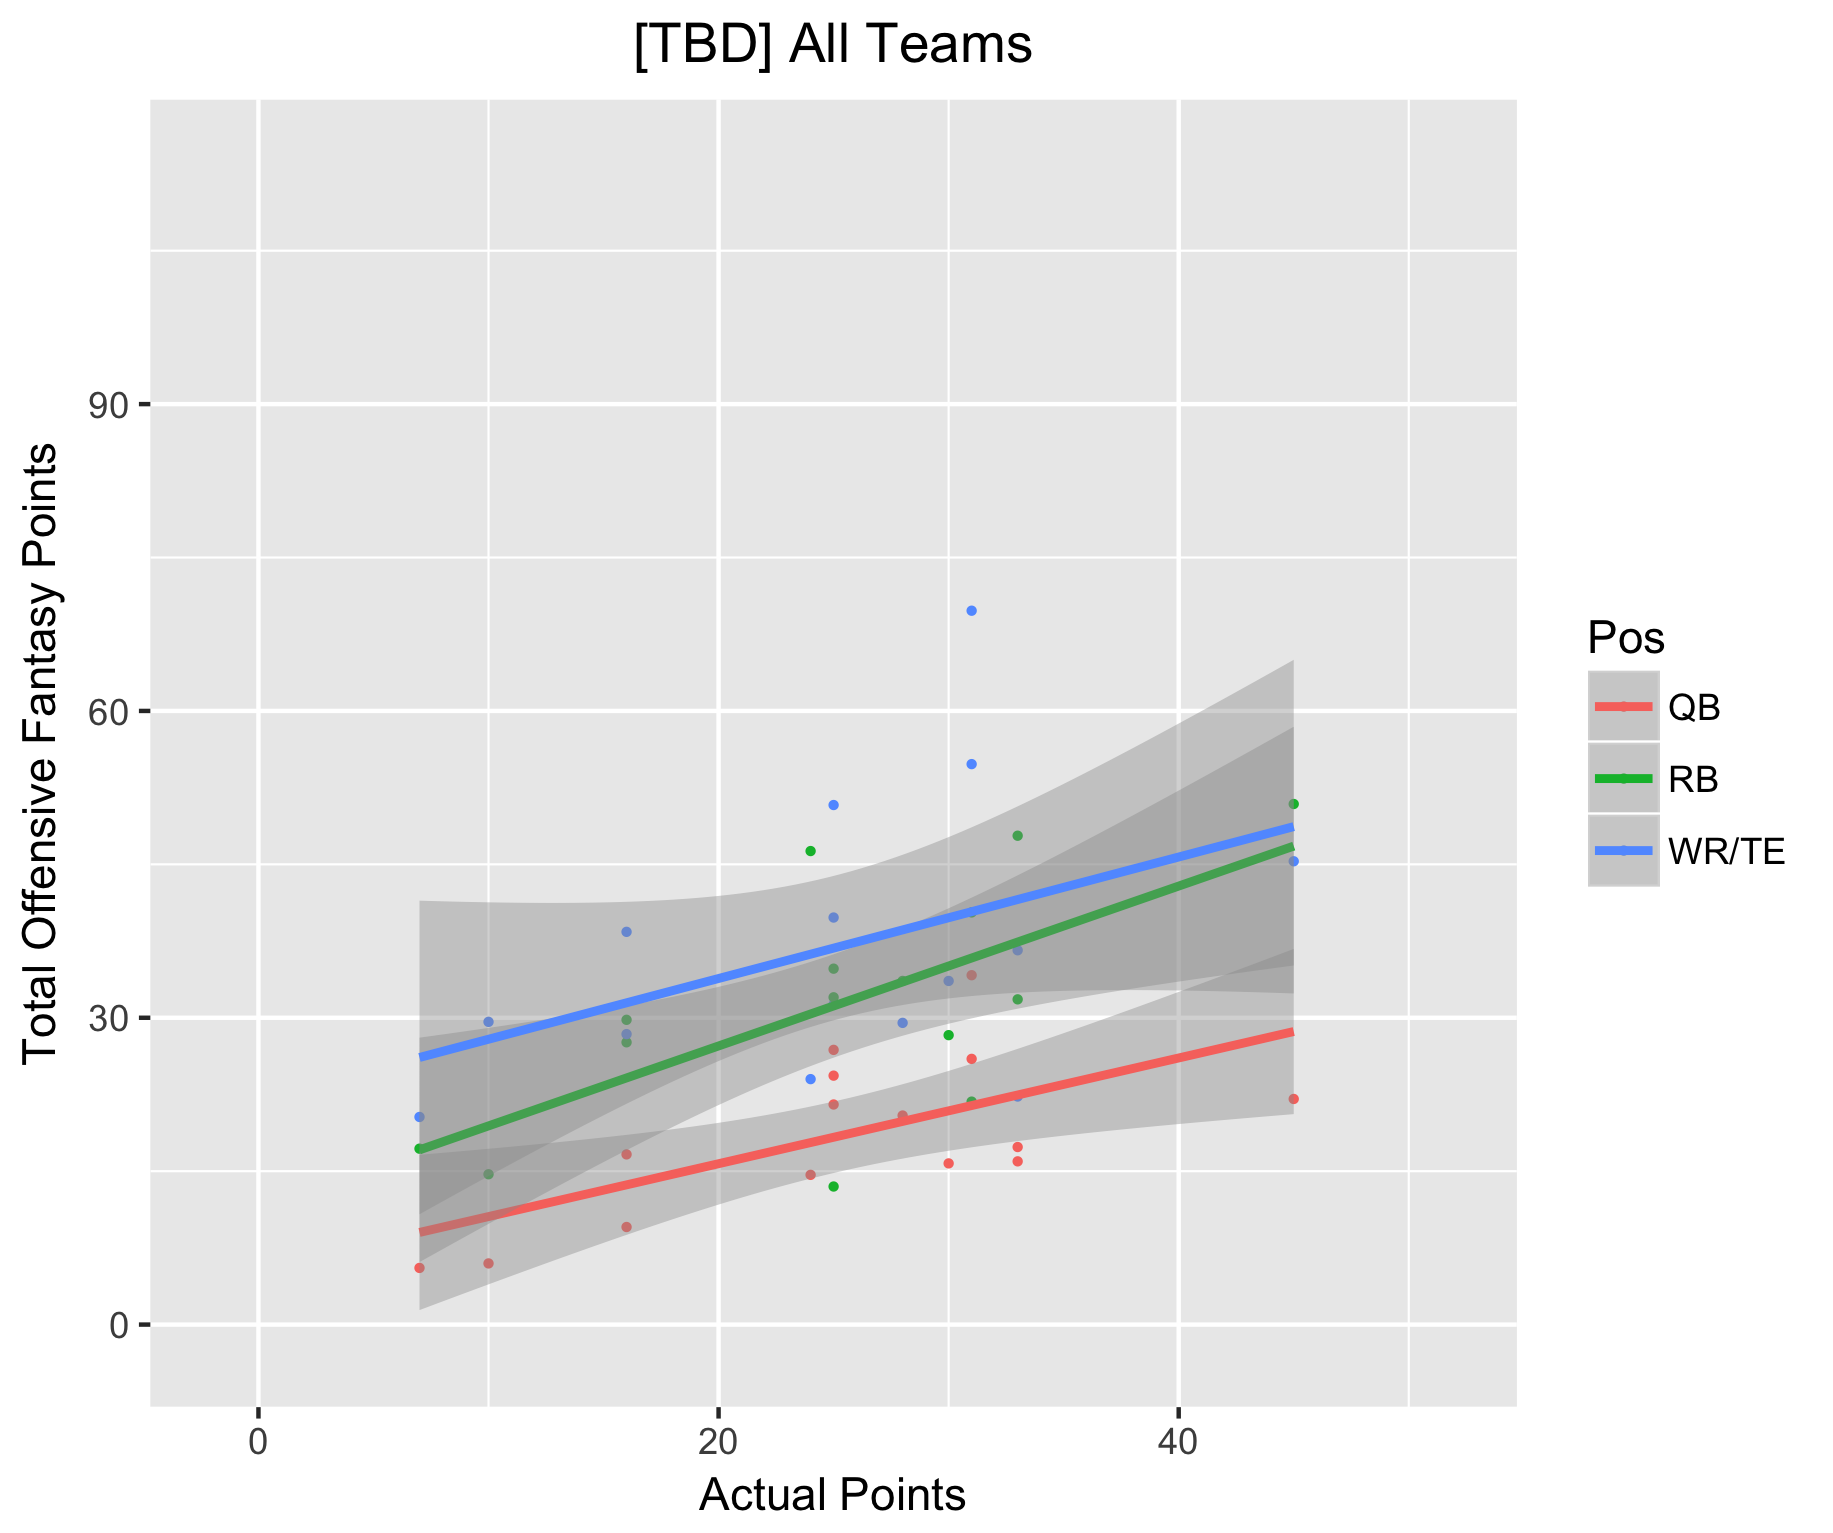 [TBD] All Teams
Total Offensive Fantasy Points
90
60
30
0
0 20 40
Actual Points
Pos
QB
RB
WR/TE